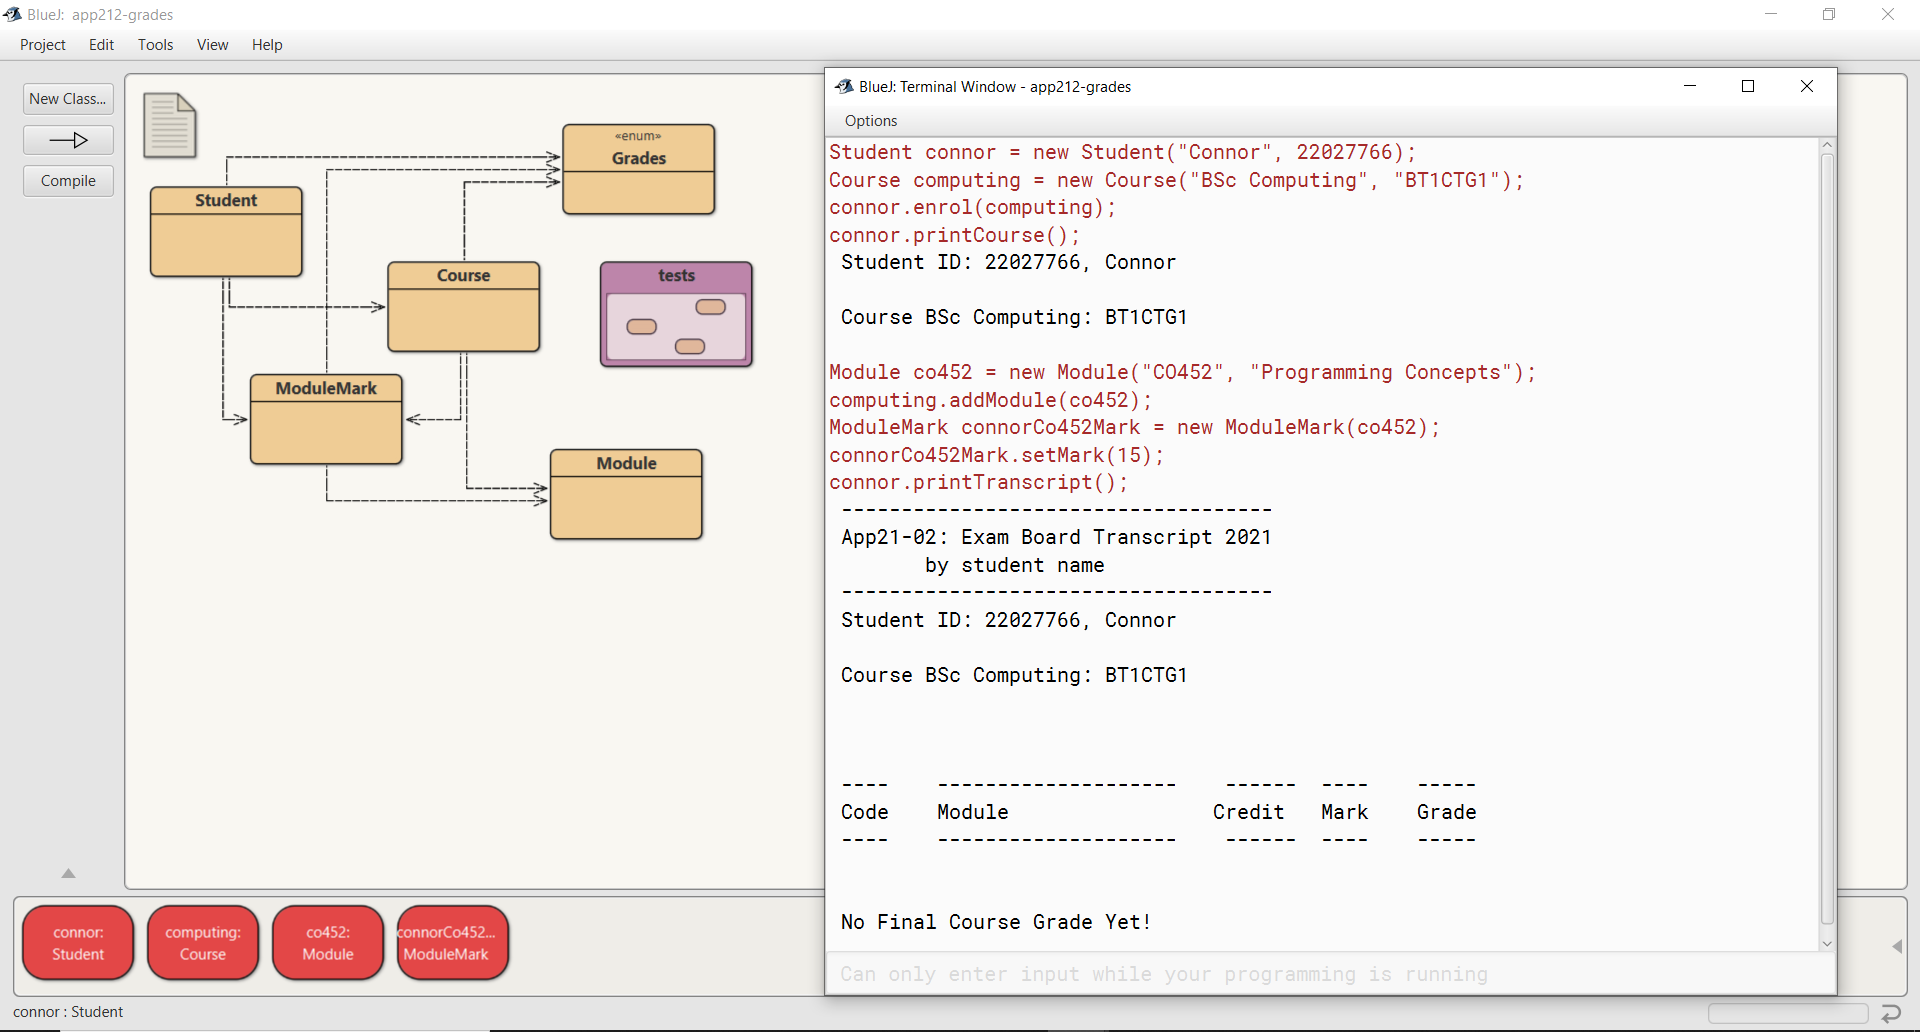 BlueJ: app212-grades
Project Edit Tools View Help
New Class...
Compile
«enum»
Grades
Student
Course
tests
ModuleMark
Module
BlueJ: Terminal Window - app212-grades
Options
Student connor = new Student("Connor", 22027766);
Course computing = new Course("BSc Computing", "BT1CTG1");
connor.enrol(computing);
connor.printCourse();
Student ID: 22027766, Connor
Course BSc Computing: BT1CTG1
Module co452 = new Module("CO452", "Programming Concepts");
computing.addModule(co452);
ModuleMark connorCo452Mark = new ModuleMark(co452);
connorCo452Mark.setMark(15);
connor.printTranscript();
------------------------------------
App21-02: Exam Board Transcript 2021
by student name
------------------------------------
Student ID: 22027766, Connor
Course BSc Computing: BT1CTG1
---- -------------------- ------ ---- -----
Code Module Credit Mark Grade
---- -------------------- ------ ---- -----
No Final Course Grade Yet!
Can only enter input while your programming is running
connor:
Student
computing:
Course
co452:
Module
connorCo452...
ModuleMark
connor : Student